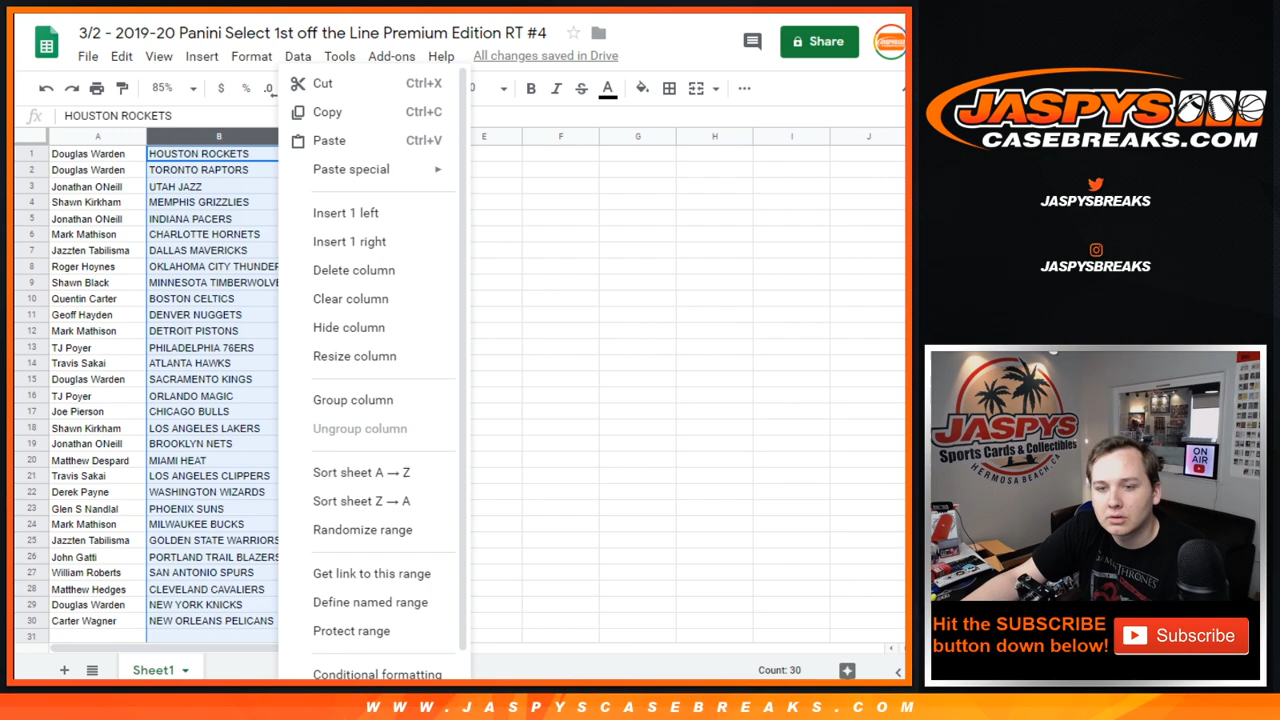 3/2 - 2019-20 Panini Select 1st off the Line Premium Edition RT #4
Share
File Edit View Insert Format Data Tools Add-ons Help All changes saved in Drive
85% $ % .0 0 B I S A
fx HOUSTON ROCKETS
A B E F G H I J
1 Douglas Warden HOUSTON ROCKETS
2 Douglas Warden TORONTO RAPTORS
3 Jonathan ONeill UTAH JAZZ
4 Shawn Kirkham MEMPHIS GRIZZLIES
5 Jonathan ONeill INDIANA PACERS
6 Mark Mathison CHARLOTTE HORNETS
7 Jazzten Tabilisma DALLAS MAVERICKS
8 Roger Hoynes OKLAHOMA CITY THUNDER
9 Shawn Black MINNESOTA TIMBERWOLVE
10 Quentin Carter BOSTON CELTICS
11 Geoff Hayden DENVER NUGGETS
12 Mark Mathison DETROIT PISTONS
13 TJ Poyer PHILADELPHIA 76ERS
14 Travis Sakai ATLANTA HAWKS
15 Douglas Warden SACRAMENTO KINGS
16 TJ Poyer ORLANDO MAGIC
17 Joe Pierson CHICAGO BULLS
18 Shawn Kirkham LOS ANGELES LAKERS
19 Jonathan ONeill BROOKLYN NETS
20 Matthew Despard MIAMI HEAT
21 Travis Sakai LOS ANGELES CLIPPERS
22 Derek Payne WASHINGTON WIZARDS
23 Glen S Nandlal PHOENIX SUNS
24 Mark Mathison MILWAUKEE BUCKS
25 Jazzten Tabilisma GOLDEN STATE WARRIORS
26 John Gatti PORTLAND TRAIL BLAZERS
27 William Roberts SAN ANTONIO SPURS
28 Matthew Hedges CLEVELAND CAVALIERS
29 Douglas Warden NEW YORK KNICKS
30 Carter Wagner NEW ORLEANS PELICANS
31
Cut Ctrl+X
Copy Ctrl+C
Paste Ctrl+V
Paste special
Insert 1 left
Insert 1 right
Delete column
Clear column
Hide column
Resize column
Group column
Ungroup column
Sort sheet A → Z
Sort sheet Z → A
Randomize range
Get link to this range
Define named range
Protect range
Conditional formatting
Sheet1
Count: 30
JASPYS
CASEBREAKS.COM
JASPYSBREAKS
JASPYSBREAKS
JASPYS
Sports Cards & Collectibles
HERMOSA BEACH, CA
ON
AIR
THRONES
Hit the SUBSCRIBE
button down below!
Subscribe
WWW.JASPYSCASEBREAKS.COM